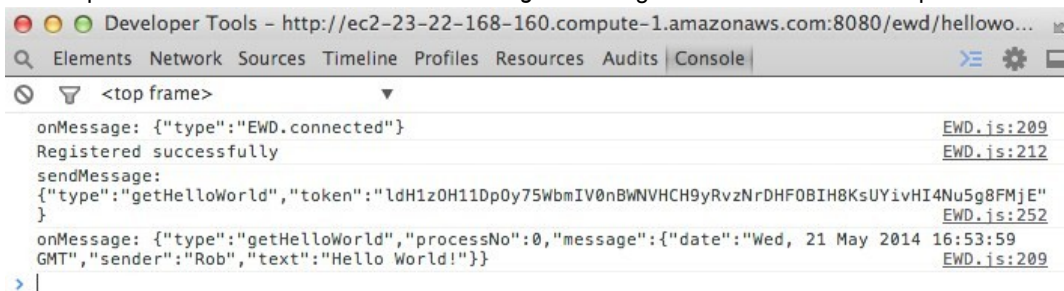 Developer Tools - http://ec2-23-22-168-160.compute-1.amazonaws.com:8080/ewd/hellowo...
Elements Network Sources Timeline Profiles Resources Audits Console
<top frame>
onMessage: {"type":"EWD.connected"} EWD.js:209
Registered successfully EWD.js:212
sendMessage:
{"type":"getHelloWorld","token":"ldH1zOH11DpOy75WbmIV0nBWNVHCH9yRvzNrDHFOBIH8KsUYivHI4Nu5g8FMjE"
} EWD.js:252
onMessage: {"type":"getHelloWorld","processNo":0,"message":{"date":"Wed, 21 May 2014 16:53:59
GMT","sender":"Rob","text":"Hello World!"}} EWD.js:209